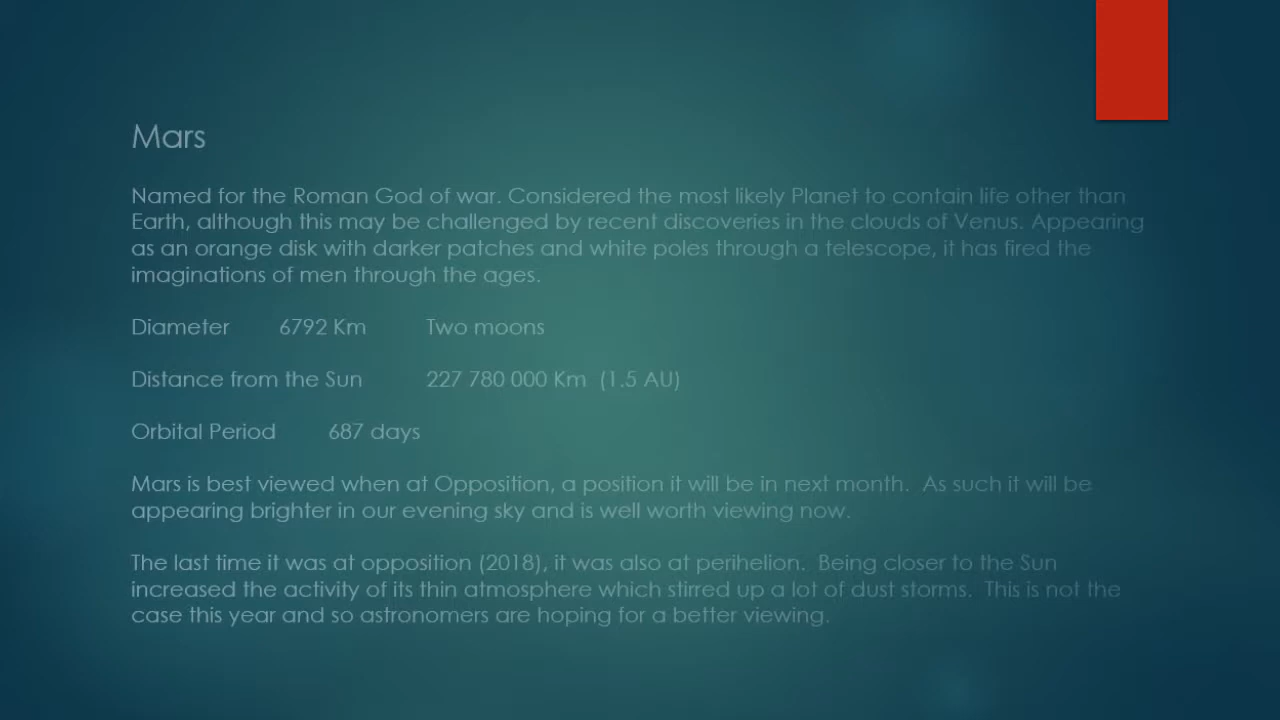 Mars
Named for the Roman God of war. Considered the most likely Planet to contain life other than
Earth, although this may be challenged by recent discoveries in the clouds of Venus. Appearing
as an orange disk with darker patches and white poles through a telescope, it has fired the
imaginations of men through the ages.
Diameter 6792 Km Two moons
Distance from the Sun 227 780 000 Km (1.5 AU)
Orbital Period 687 days
Mars is best viewed when at Opposition, a position it will be in next month. As such it will be
appearing brighter in our evening sky and is well worth viewing now.
The last time it was at opposition (2018), it was also at perihelion. Being closer to the Sun
increased the activity of its thin atmosphere which stirred up a lot of dust storms. This is not the
case this year and so astronomers are hoping for a better viewing.